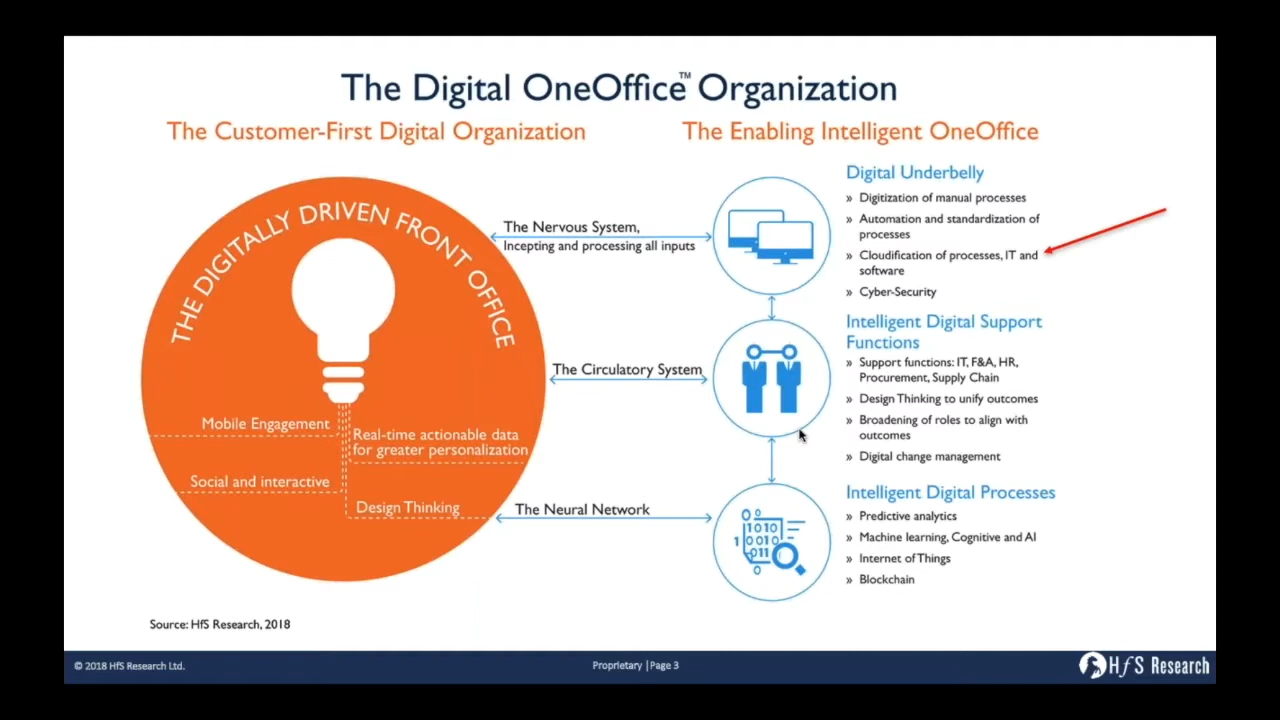 The Digital OneOffice™ Organization
The Customer-First Digital Organization
The Enabling Intelligent OneOffice
THE DIGITALLY DRIVEN FRONT OFFICE
Mobile Engagement
Real-time actionable data
for greater personalization
Social and interactive
Design Thinking
The Nervous System,
Incepting and processing all inputs
The Circulatory System
The Neural Network
Digital Underbelly
» Digitization of manual processes
» Automation and standardization of
processes
» Cloudification of processes, IT and
software
» Cyber-Security
Intelligent Digital Support
Functions
» Support functions: IT, F&A, HR,
Procurement, Supply Chain
» Design Thinking to unify outcomes
» Broadening of roles to align with
outcomes
» Digital change management
Intelligent Digital Processes
» Predictive analytics
» Machine learning, Cognitive and AI
» Internet of Things
» Blockchain
1010
1 0010
011
Source: HfS Research, 2018
© 2018 HfS Research Ltd.
Proprietary | Page 3
HfS Research